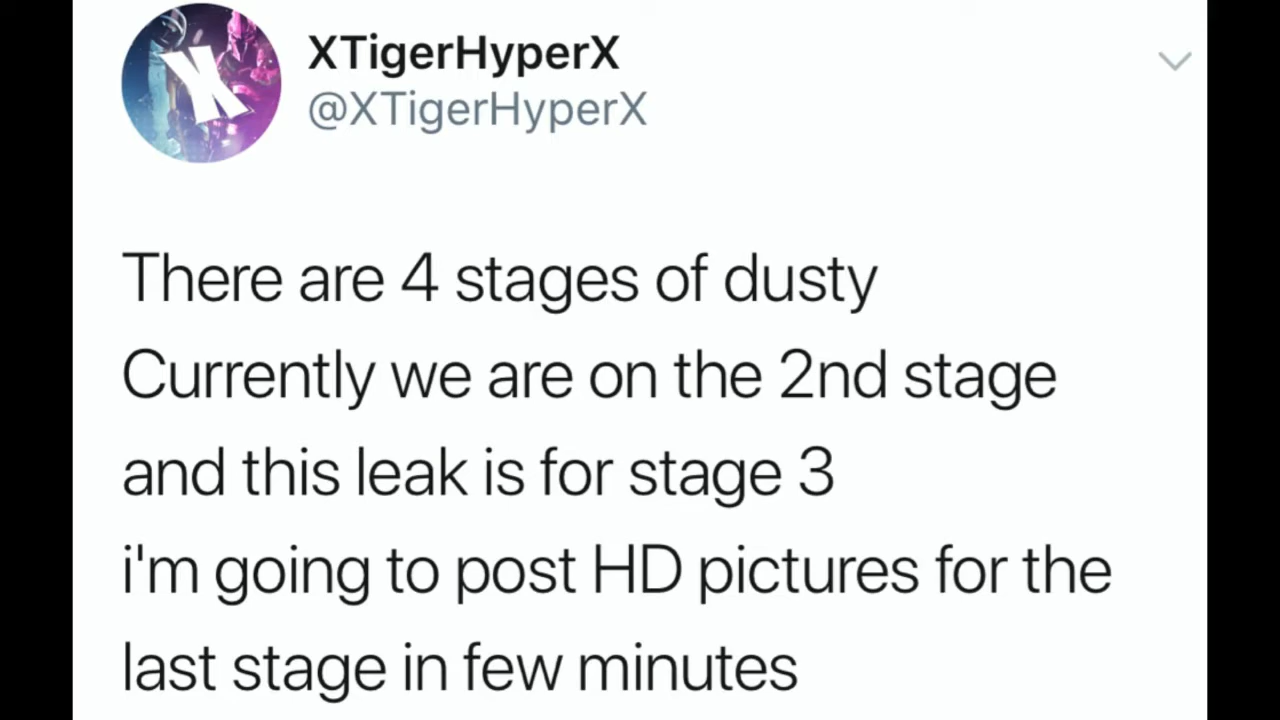 XTigerHyperX
@XTigerHyperX
There are 4 stages of dusty
Currently we are on the 2nd stage
and this leak is for stage 3
i'm going to post HD pictures for the
last stage in few minutes